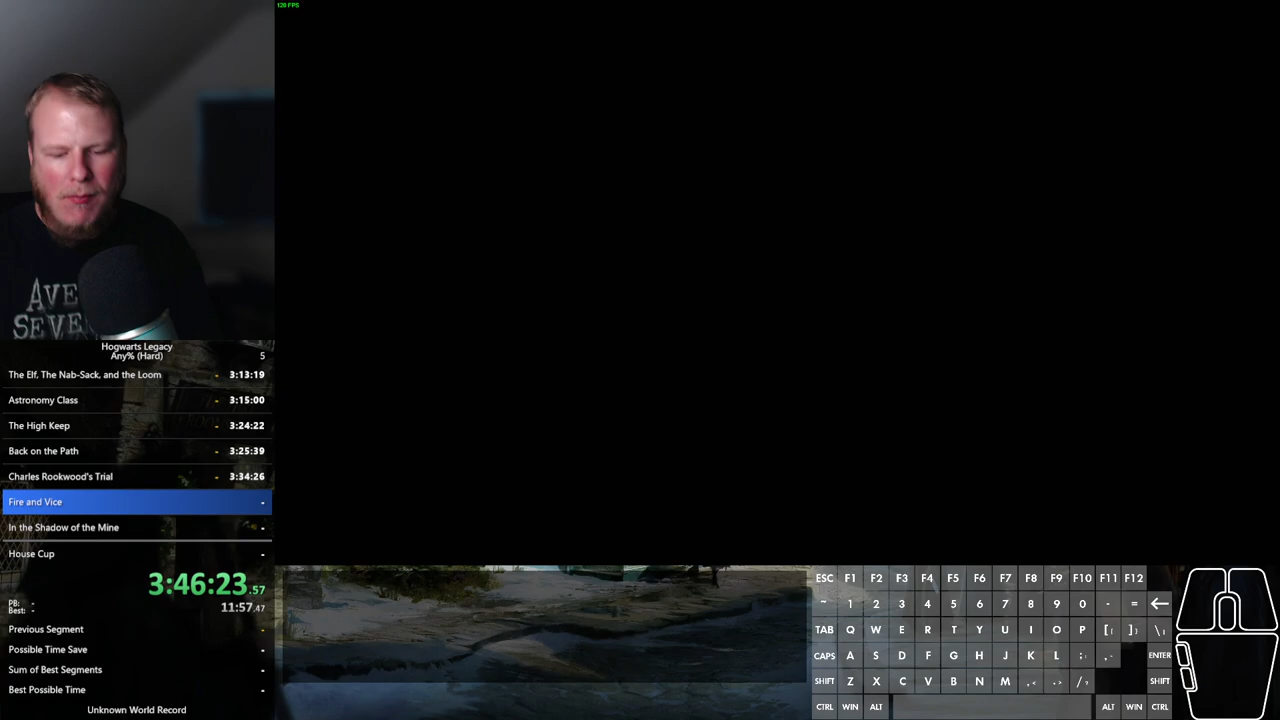 120 FPS
AVE
SEVE
Hogwarts Legacy
Any% (Hard) 5
The Elf, The Nab-Sack, and the Loom - 3:13:19
Astronomy Class - 3:15:00
The High Keep - 3:24:22
Back on the Path - 3:25:39
Charles Rookwood's Trial - 3:34:26
Fire and Vice -
In the Shadow of the Mine -
House Cup -
3:46:23.57
PB: - 11:57.47
Best: -
Previous Segment -
Possible Time Save -
Sum of Best Segments -
Best Possible Time -
Unknown World Record
ESC F1 F2 F3 F4 F5 F6 F7 F8 F9 F10 F11 F12
~ 1 2 3 4 5 6 7 8 9 0 - = ←
TAB Q W E R T Y U I O P [{ ]} \|
CAPS A S D F G H J K L ;: ,. ENTER
SHIFT Z X C V B N M ,< .> /? SHIFT
CTRL WIN ALT ALT WIN CTRL